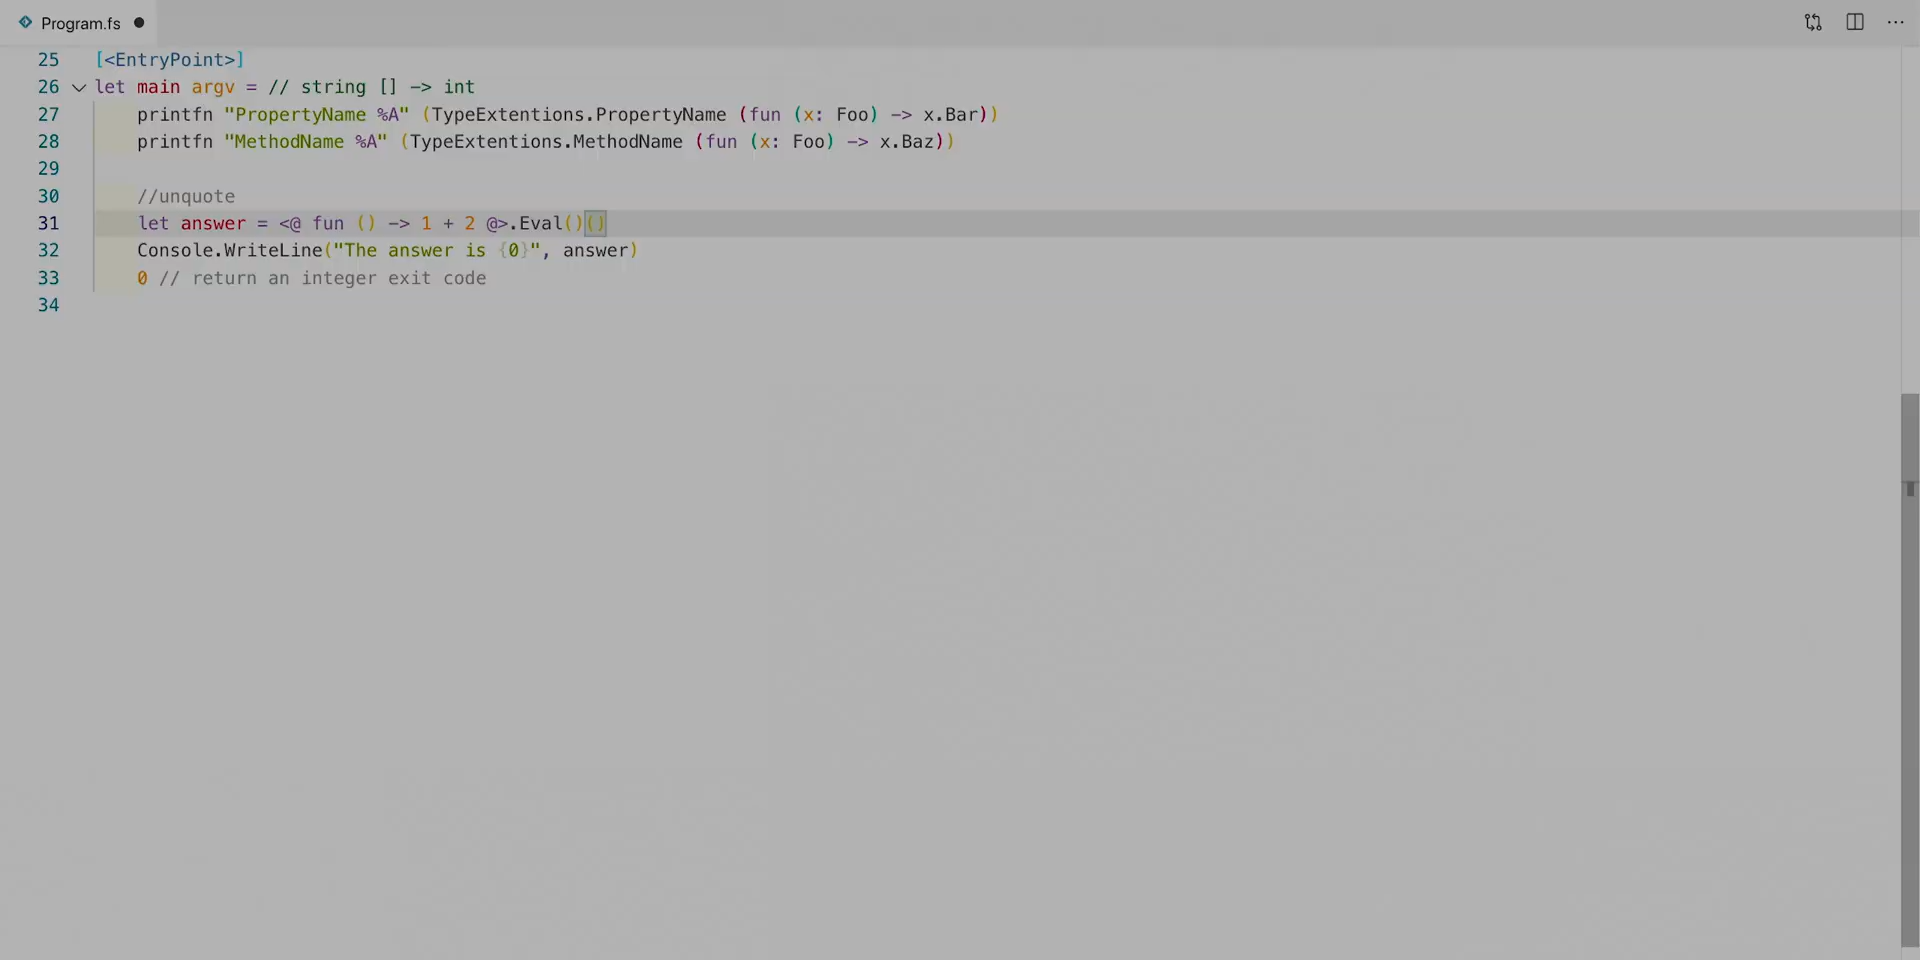 Program.fs
25 [<EntryPoint>]
26 let main argv = // string [] -> int
27 printfn "PropertyName %A" (TypeExtentions.PropertyName (fun (x: Foo) -> x.Bar))
28 printfn "MethodName %A" (TypeExtentions.MethodName (fun (x: Foo) -> x.Baz))
29
30 //unquote
31 let answer = <@ fun () -> 1 + 2 @>.Eval()()
32 Console.WriteLine("The answer is {0}", answer)
33 0 // return an integer exit code
34